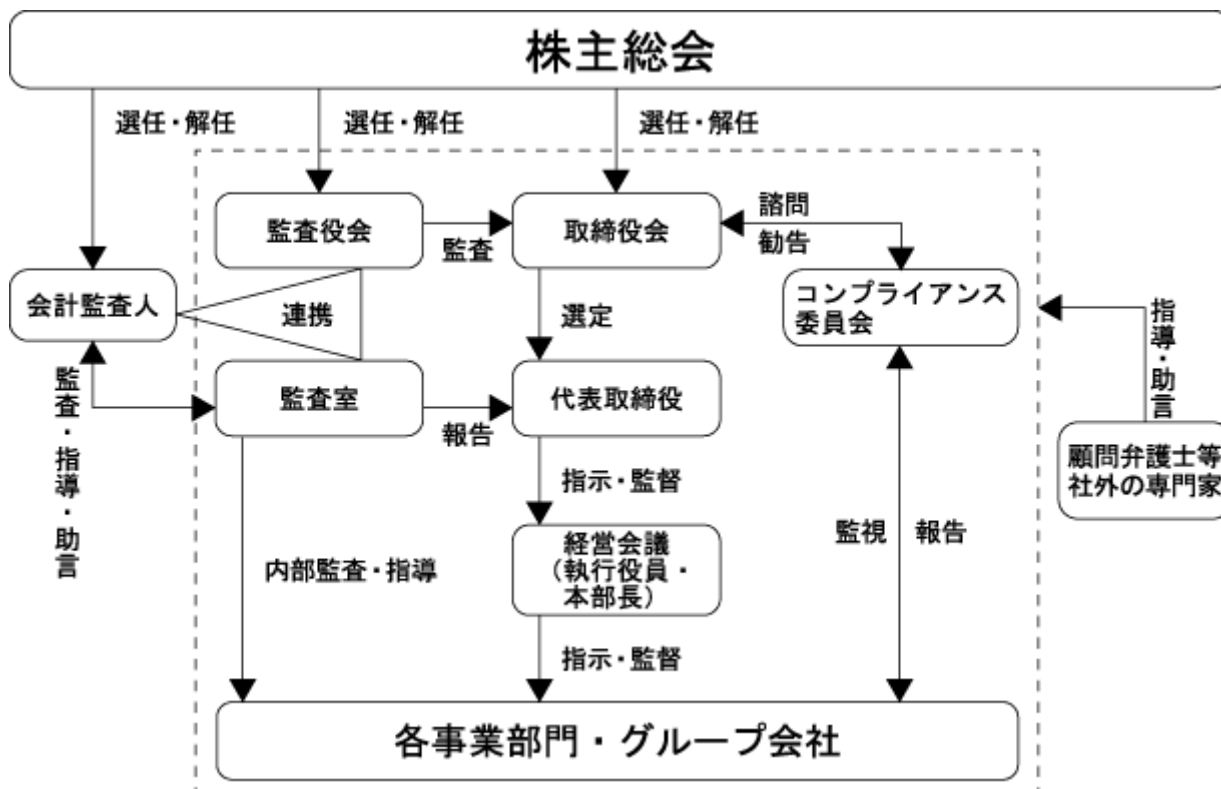 株主総会
選任・解任
選任・解任
選任・解任
監査役会
監査
取締役会
諮問
勧告
会計監査人
連携
選定
コンプライアンス
委員会
指導・助言
監査・指導・助言
監査室
報告
代表取締役
顧問弁護士等
社外の専門家
指示・監督
内部監査・指導
経営会議
（執行役員・
本部長）
監視
報告
指示・監督
各事業部門・グループ会社